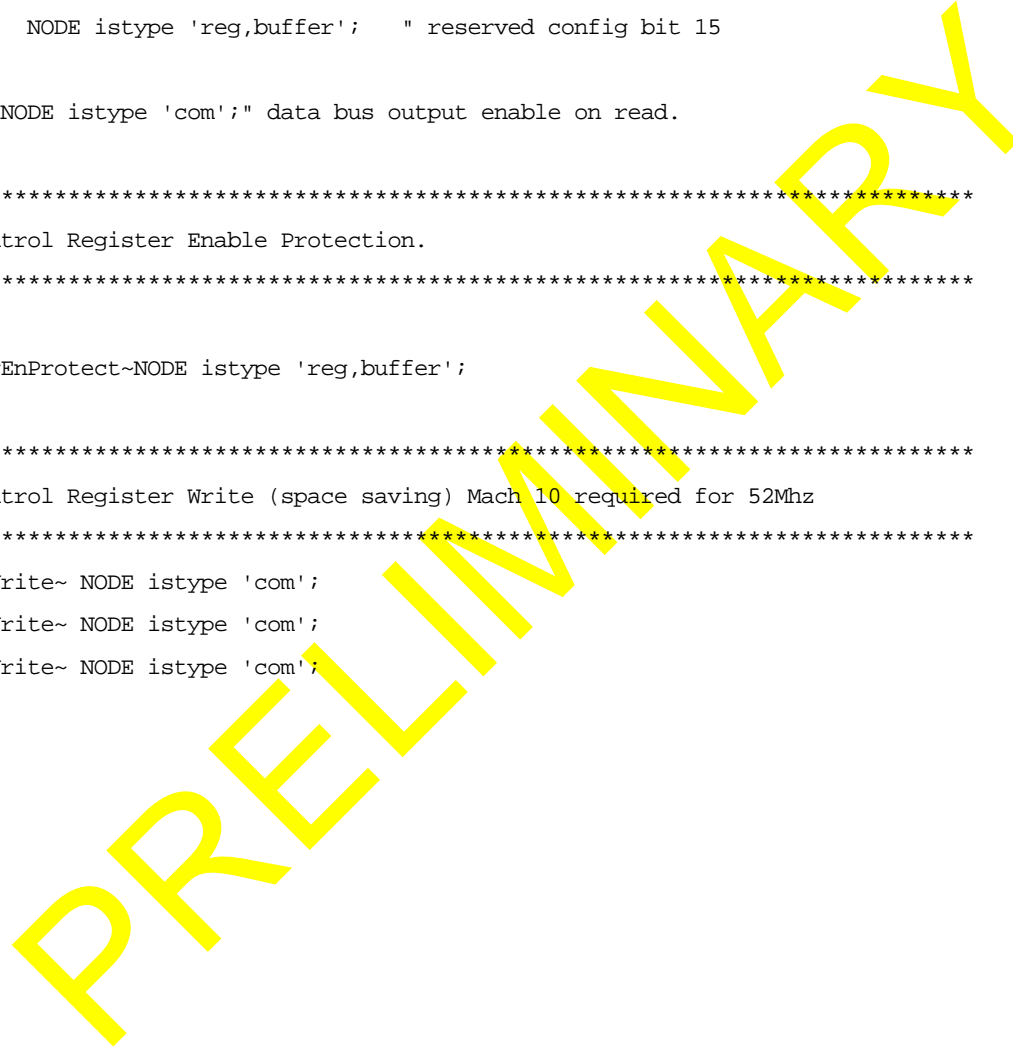 NODE istype 'reg,buffer';   " reserved config bit 15
NODE istype 'com';" data bus output enable on read.
*************************************************************************
trol Register Enable Protection.
*************************************************************************
EnProtect~NODE istype 'reg,buffer';
*************************************************************************
trol Register Write (space saving) Mach 10 required for 52Mhz
*************************************************************************
rite~ NODE istype 'com';
rite~ NODE istype 'com';
rite~ NODE istype 'com';
PRELIMINARY